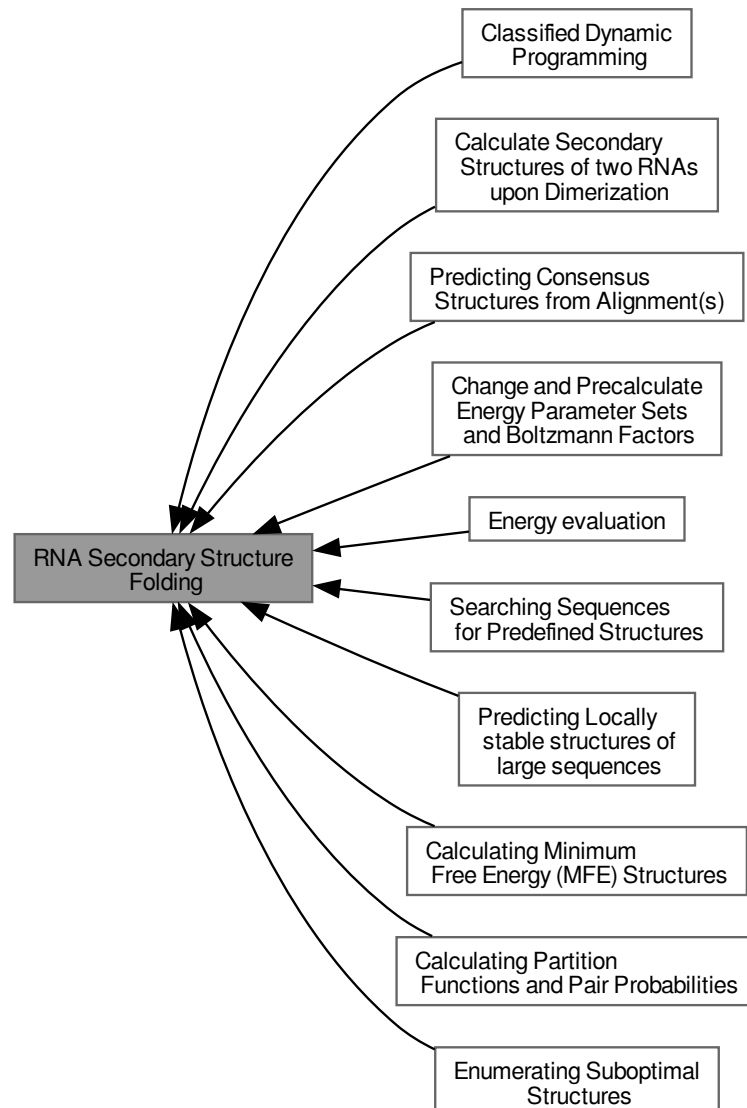 Classified Dynamic
Programming
Calculate Secondary
Structures of two RNAs
upon Dimerization
Predicting Consensus
Structures from Alignment(s)
Change and Precalculate
Energy Parameter Sets
and Boltzmann Factors
Energy evaluation
RNA Secondary Structure
Folding
Searching Sequences
for Predefined Structures
Predicting Locally
stable structures of
large sequences
Calculating Minimum
Free Energy (MFE) Structures
Calculating Partition
Functions and Pair Probabilities
Enumerating Suboptimal
Structures